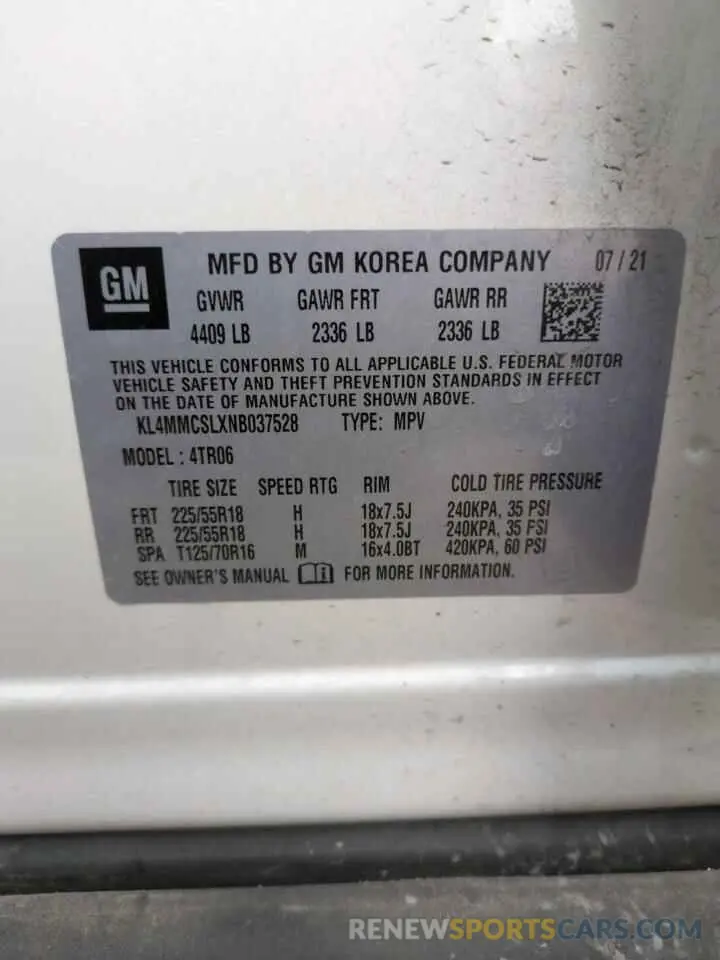 GM MFD BY GM KOREA COMPANY 07 / 21
GVWR GAWR FRT GAWR RR
4409 LB 2336 LB 2336 LB
THIS VEHICLE CONFORMS TO ALL APPLICABLE U.S. FEDERAL MOTOR
VEHICLE SAFETY AND THEFT PREVENTION STANDARDS IN EFFECT
ON THE DATE OF MANUFACTURE SHOWN ABOVE.
KL4MMCSLXNB037528 TYPE: MPV
MODEL : 4TR06
TIRE SIZE SPEED RTG RIM COLD TIRE PRESSURE
FRT 225/55R18 H 18x7.5J 240KPA, 35 PSI
RR 225/55R18 H 18x7.5J 240KPA, 35 PSI
SPA T125/70R16 M 16x4.0BT 420KPA, 60 PSI
SEE OWNER'S MANUAL FOR MORE INFORMATION.
RENEWSPORTSCARS.COM